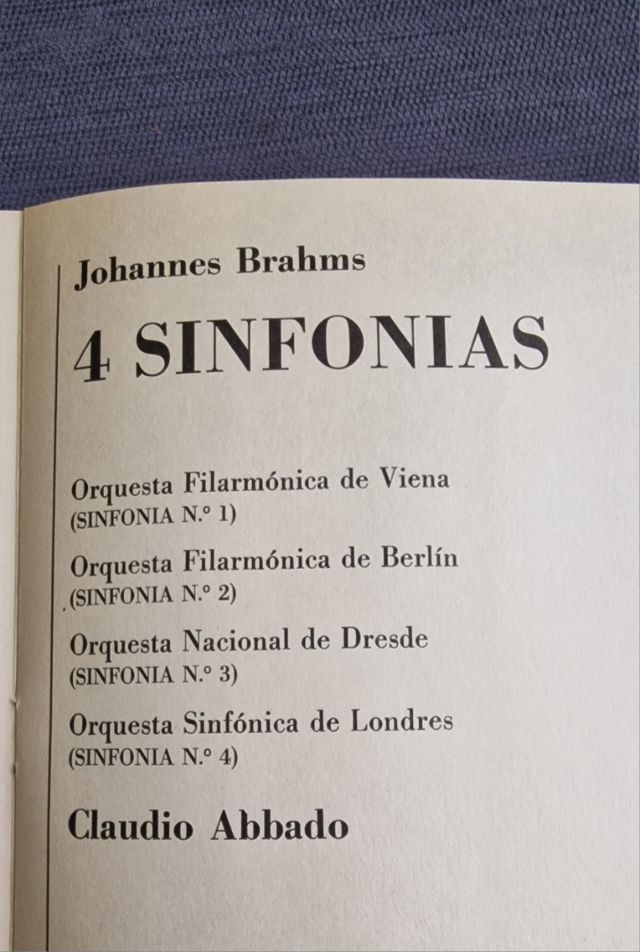 Johannes Brahms
4 SINFONIAS
Orquesta Filarmónica de Viena
(SINFONIA N.º 1)
Orquesta Filarmónica de Berlín
(SINFONIA N.º 2)
Orquesta Nacional de Dresde
(SINFONIA N.º 3)
Orquesta Sinfónica de Londres
(SINFONIA N.º 4)
Claudio Abbado